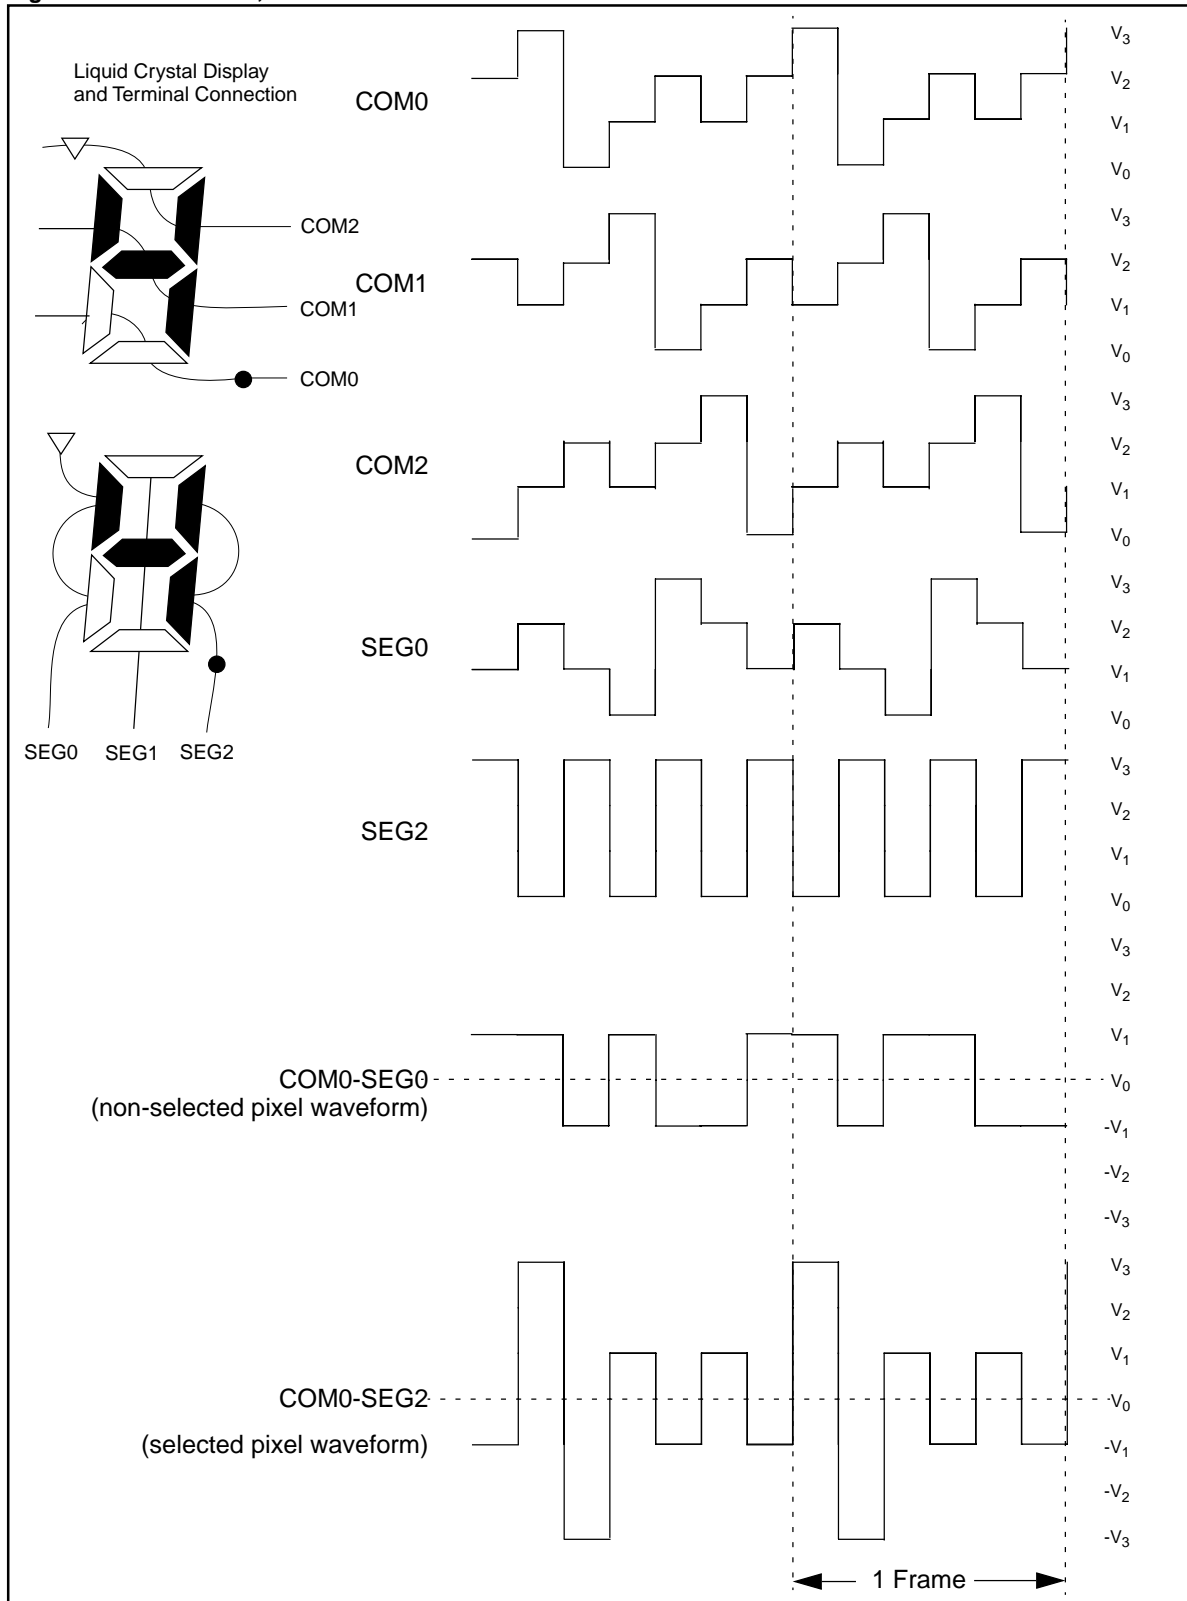 Liquid Crystal Display
and Terminal Connection
COM2
COM1
COM0
SEG0 SEG1 SEG2
COM0
V3
V2
V1
V0
COM1
V3
V2
V1
V0
COM2
V3
V2
V1
V0
SEG0
V3
V2
V1
V0
SEG2
V3
V2
V1
V0
V3
V2
V1
COM0-SEG0
V0
(non-selected pixel waveform)
-V1
-V2
-V3
V3
V2
V1
COM0-SEG2
V0
(selected pixel waveform)
-V1
-V2
-V3
1 Frame